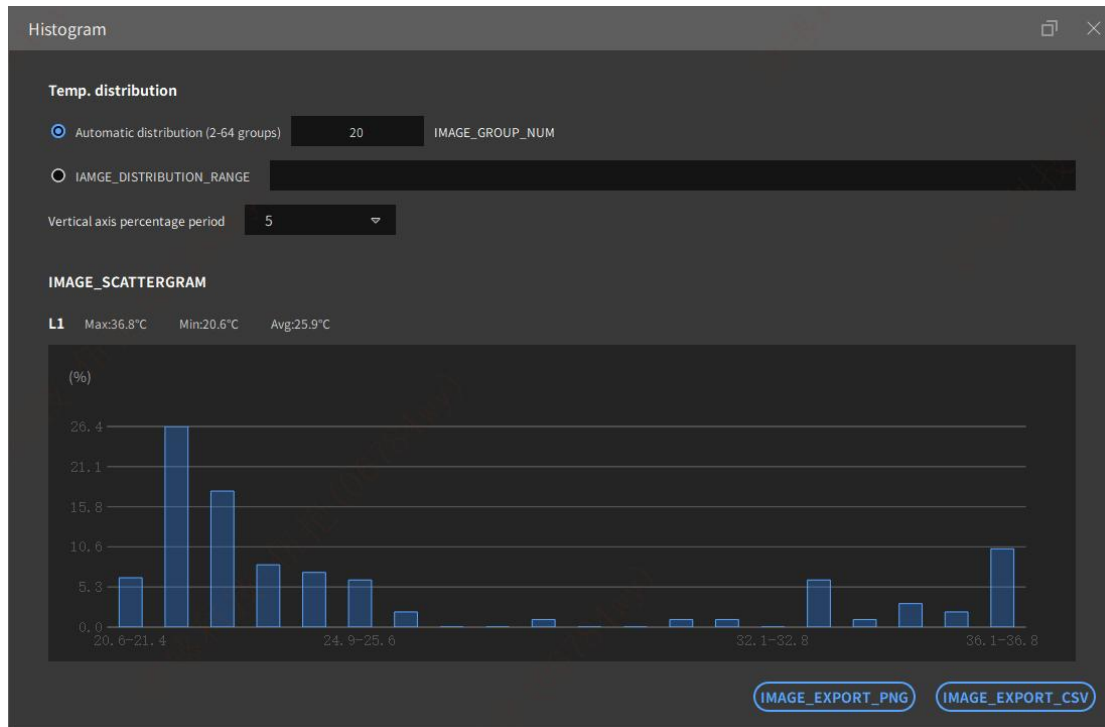 Histogram
Temp. distribution
Automatic distribution (2-64 groups) 20 IMAGE_GROUP_NUM
IAMGE_DISTRIBUTION_RANGE
Vertical axis percentage period 5
IMAGE_SCATTERGRAM
L1 Max:36.8°C Min:20.6°C Avg:25.9°C
(%)
26.4
21.1
15.8
10.6
5.3
0.0
20.6-21.4 24.9-25.6 32.1-32.8 36.1-36.8
IMAGE_EXPORT_PNG IMAGE_EXPORT_CSV